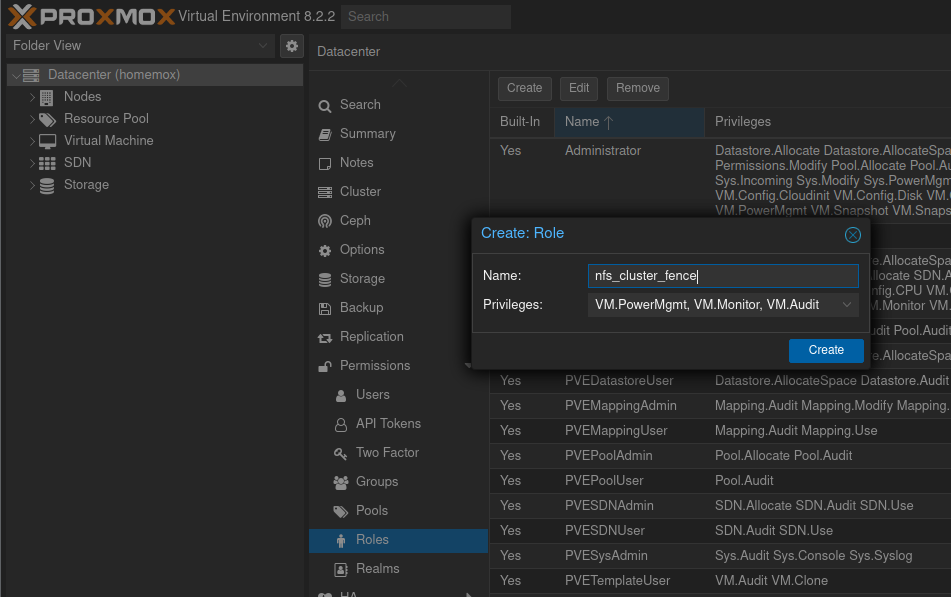 PROXMOX Virtual Environment 8.2.2 Search
Folder View
Datacenter (homemox)
Nodes
Resource Pool
Virtual Machine
SDN
Storage
Datacenter
Search
Summary
Notes
Cluster
Ceph
Options
Storage
Backup
Replication
Permissions
Users
API Tokens
Two Factor
Groups
Pools
Roles
Realms
HA
Create Edit Remove
Built-In Name Privileges
Yes Administrator Datastore.Allocate Datastore.AllocateSpa
Permissions.Modify Pool.Allocate Pool.Au
Sys.Incoming Sys.Modify Sys.PowerMgm
VM.Config.Cloudinit VM.Config.Disk VM.
VM.PowerMgmt VM.Snapshot VM.Snaps
Create: Role
Name: nfs_cluster_fence
Privileges: VM.PowerMgmt, VM.Monitor, VM.Audit
Create
e.AllocateSpac
llocate SDN.A
nfig.CPU VM.
Monitor VM.
udit Pool.Audit
e.AllocateSpac
Yes PVEDatastoreUser Datastore.AllocateSpace Datastore.Audit
Yes PVEMappingAdmin Mapping.Audit Mapping.Modify Mapping.
Yes PVEMappingUser Mapping.Audit Mapping.Use
Yes PVEPoolAdmin Pool.Allocate Pool.Audit
Yes PVEPoolUser Pool.Audit
Yes PVESDNAdmin SDN.Allocate SDN.Audit SDN.Use
Yes PVESDNUser SDN.Audit SDN.Use
Yes PVESysAdmin Sys.Audit Sys.Console Sys.Syslog
Yes PVETemplateUser VM.Audit VM.Clone